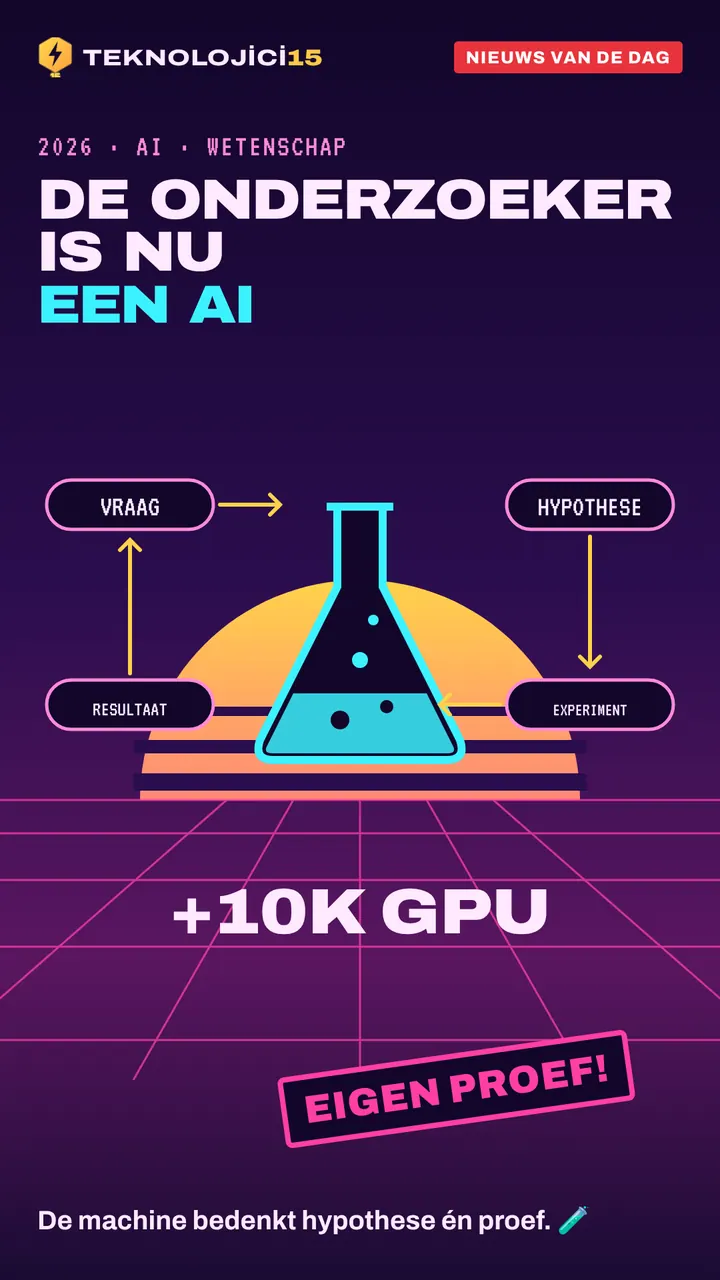 TEKNOLOJİCİ15
NIEUWS VAN DE DAG
2026 · AI · WETENSCHAP
DE ONDERZOEKER
IS NU
EEN AI
VRAAG
HYPOTHESE
RESULTAAT
EXPERIMENT
+10K GPU
EIGEN PROEF!
De machine bedenkt hypothese én proef. 🧪